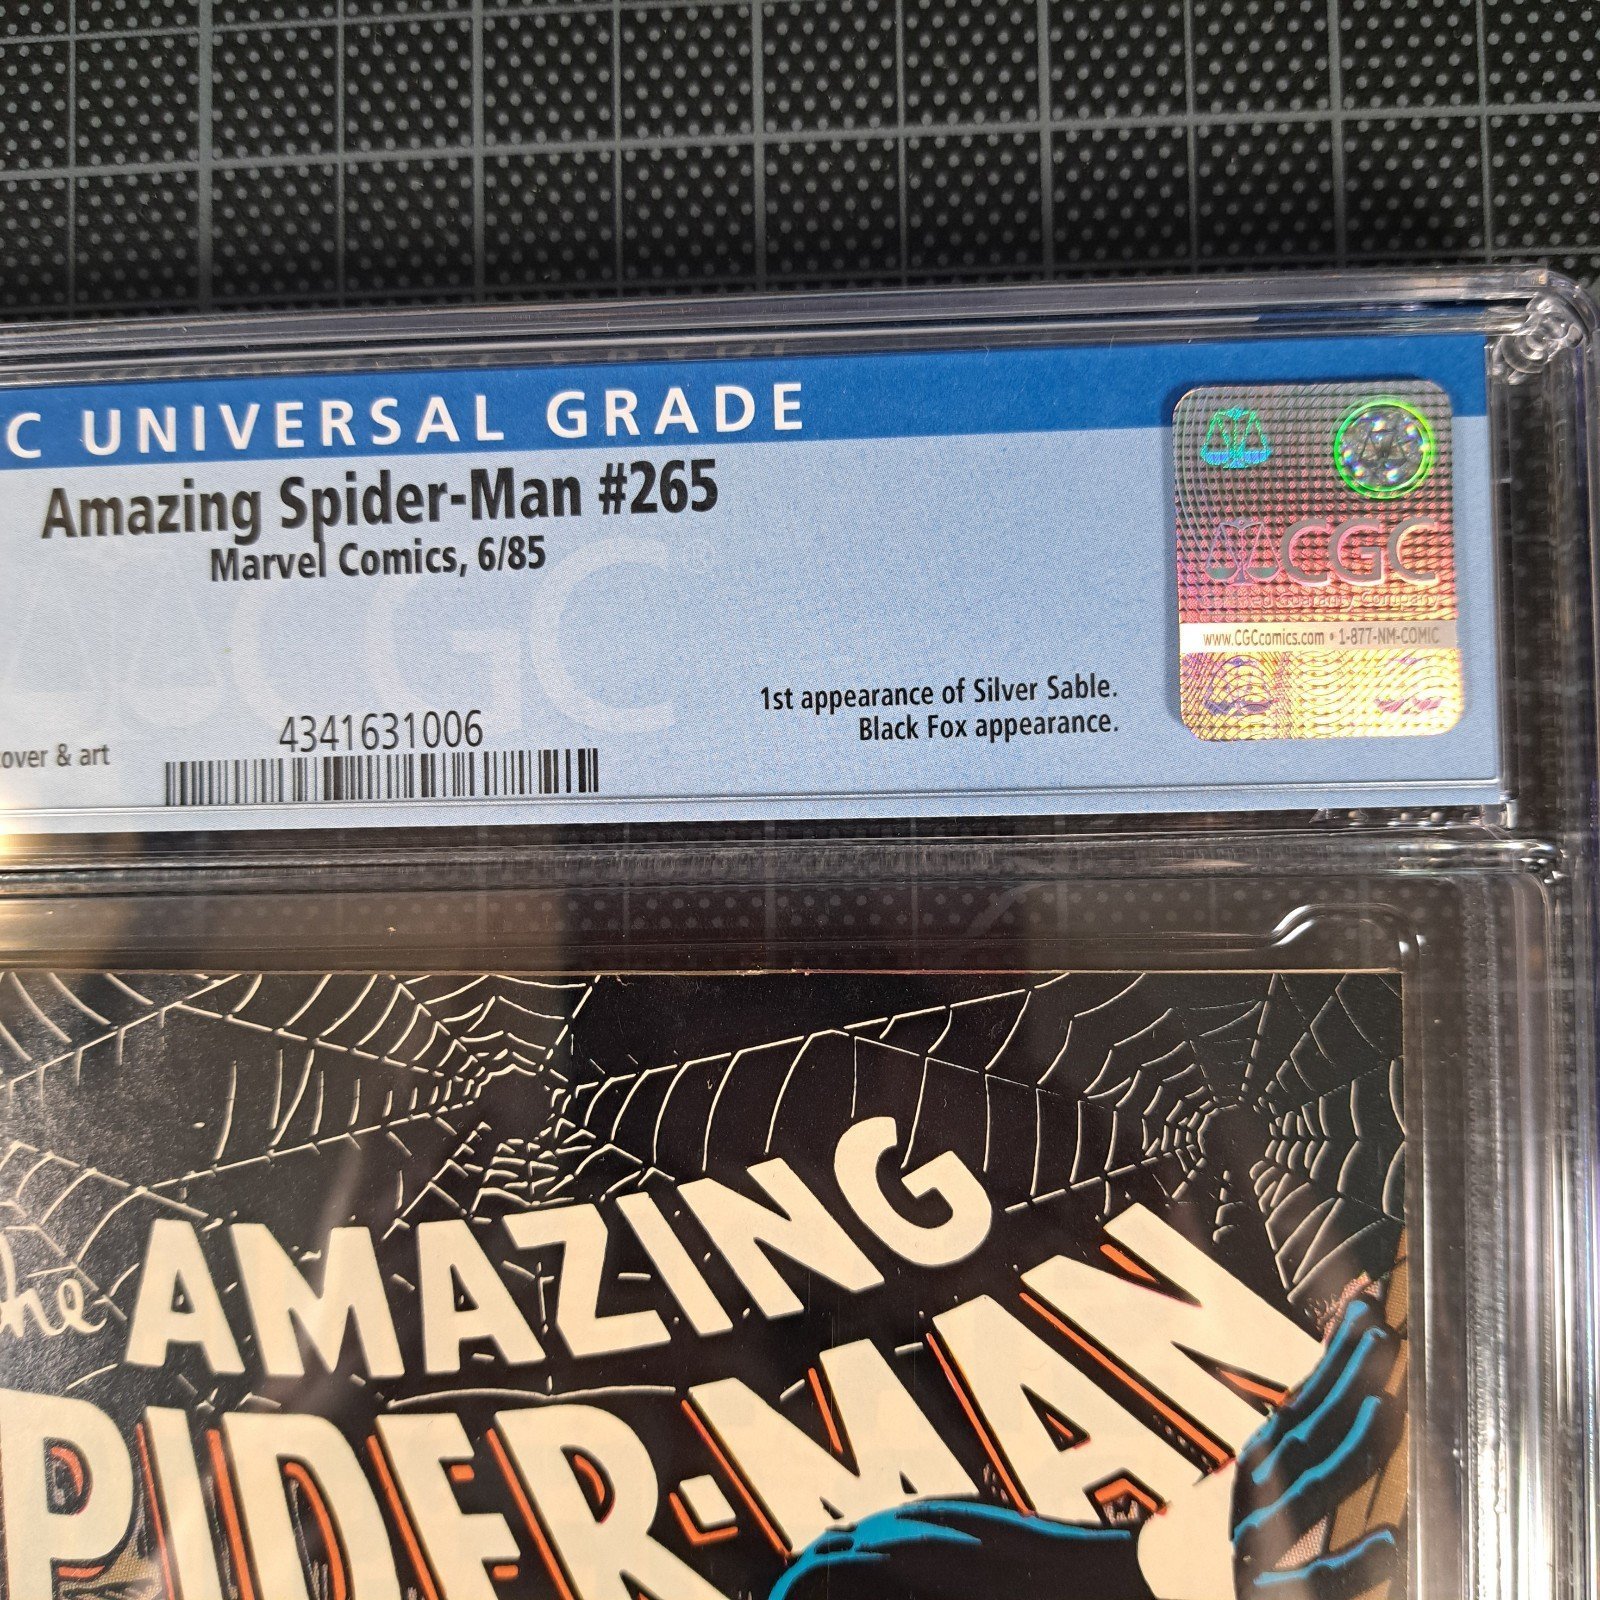 C UNIVERSAL GRADE
Amazing Spider-Man #265
Marvel Comics, 6/85
CGC
CGC
www.CGCcomics.com • 1-877-NM-COMIC
1st appearance of Silver Sable.
Black Fox appearance.
4341631006
over & art
the AMAZING
PIDER-MAN